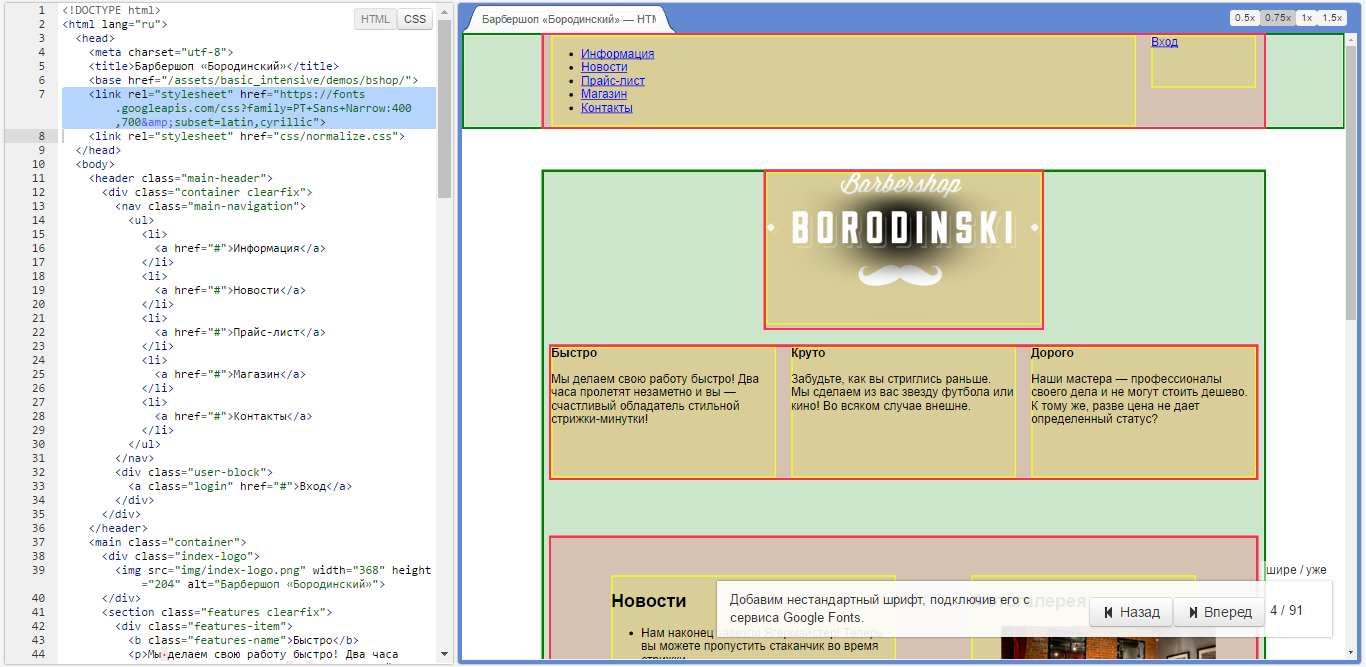 HTML CSS
1 <!DOCTYPE html>
2 <html lang="ru">
3 <head>
4 <meta charset="utf-8">
5 <title>Барбершоп «Бородинский»</title>
6 <base href="/assets/basic_intensive/demos/bshop/">
7 <link rel="stylesheet" href="https://fonts
.googleapis.com/css?family=PT+Sans+Narrow:400
,700&amp;subset=latin,cyrillic">
8 <link rel="stylesheet" href="css/normalize.css">
9 </head>
10 <body>
11 <header class="main-header">
12 <div class="container clearfix">
13 <nav class="main-navigation">
14 <ul>
15 <li>
16 <a href="#">Информация</a>
17 </li>
18 <li>
19 <a href="#">Новости</a>
20 </li>
21 <li>
22 <a href="#">Прайс-лист</a>
23 </li>
24 <li>
25 <a href="#">Магазин</a>
26 </li>
27 <li>
28 <a href="#">Контакты</a>
29 </li>
30 </ul>
31 </nav>
32 <div class="user-block">
33 <a class="login" href="#">Вход</a>
34 </div>
35 </div>
36 </header>
37 <main class="container">
38 <div class="index-logo">
39 <img src="img/index-logo.png" width="368" height
="204" alt="Барбершоп «Бородинский»">
40 </div>
41 <section class="features clearfix">
42 <div class="features-item">
43 <b class="features-name">Быстро</b>
44 <p>Мы делаем свою работу быстро! Два часа
Барбершоп «Бородинский» — HTM
0.5x 0.75x 1x 1.5x
Информация
Новости
Прайс-лист
Магазин
Контакты
Вход
Barbershop
BORODINSKI
Быстро
Мы делаем свою работу быстро! Два
часа пролетят незаметно и вы —
счастливый обладатель стильной
стрижки-минутки!
Круто
Забудьте, как вы стриглись раньше.
Мы сделаем из вас звезду футбола или
кино! Во всяком случае внешне.
Дорого
Наши мастера — профессионалы
своего дела и не могут стоить дешево.
К тому же, разве цена не дает
определенный статус?
Новости
Нам наконец завезли Ягермайстер! Теперь
вы можете пропустить стаканчик во время
стрижки
шире / уже
Добавим нестандартный шрифт, подключив его с
сервиса Google Fonts.
Назад Вперед 4 / 91